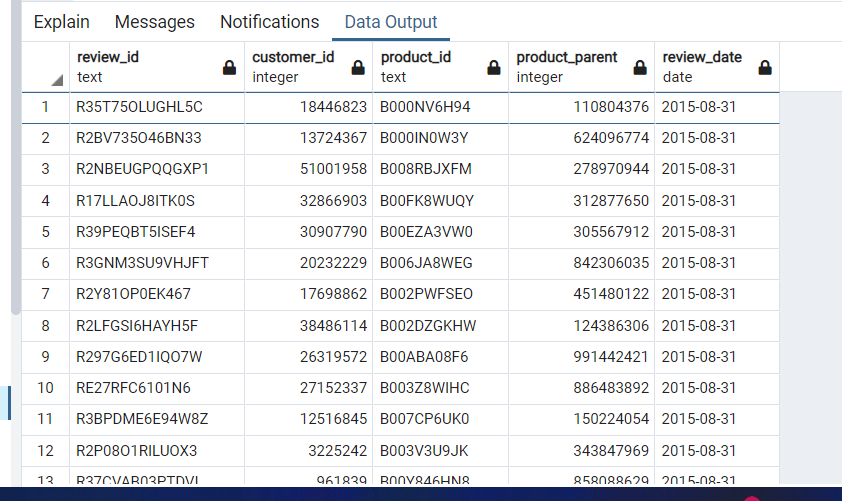 Explain Messages Notifications Data Output
review_id customer_id product_id product_parent review_date
text integer text integer date
1 R35T75OLUGHL5C 18446823 B000NV6H94 110804376 2015-08-31
2 R2BV735O46BN33 13724367 B000IN0W3Y 624096774 2015-08-31
3 R2NBEUGPQQGXP1 51001958 B008RBJXFM 278970944 2015-08-31
4 R17LLAOJ8ITK0S 32866903 B00FK8WUQY 312877650 2015-08-31
5 R39PEQBT5ISEF4 30907790 B00EZA3VW0 305567912 2015-08-31
6 R3GNM3SU9VHJFT 20232229 B006JA8WEG 842306035 2015-08-31
7 R2Y81OP0EK467 17698862 B002PWFSEO 451480122 2015-08-31
8 R2LFGSI6HAYH5F 38486114 B002DZGKHW 124386306 2015-08-31
9 R297G6ED1IQO7W 26319572 B00ABA08F6 991442421 2015-08-31
10 RE27RFC6101N6 27152337 B003Z8WIHC 886483892 2015-08-31
11 R3BPDME6E94W8Z 12516845 B007CP6UK0 150224054 2015-08-31
12 R2P08O1RILUOX3 3225242 B003V3U9JK 343847969 2015-08-31
13 R37CVAB03PTDVI 961839 B00Y846HN8 858088629 2015-08-31